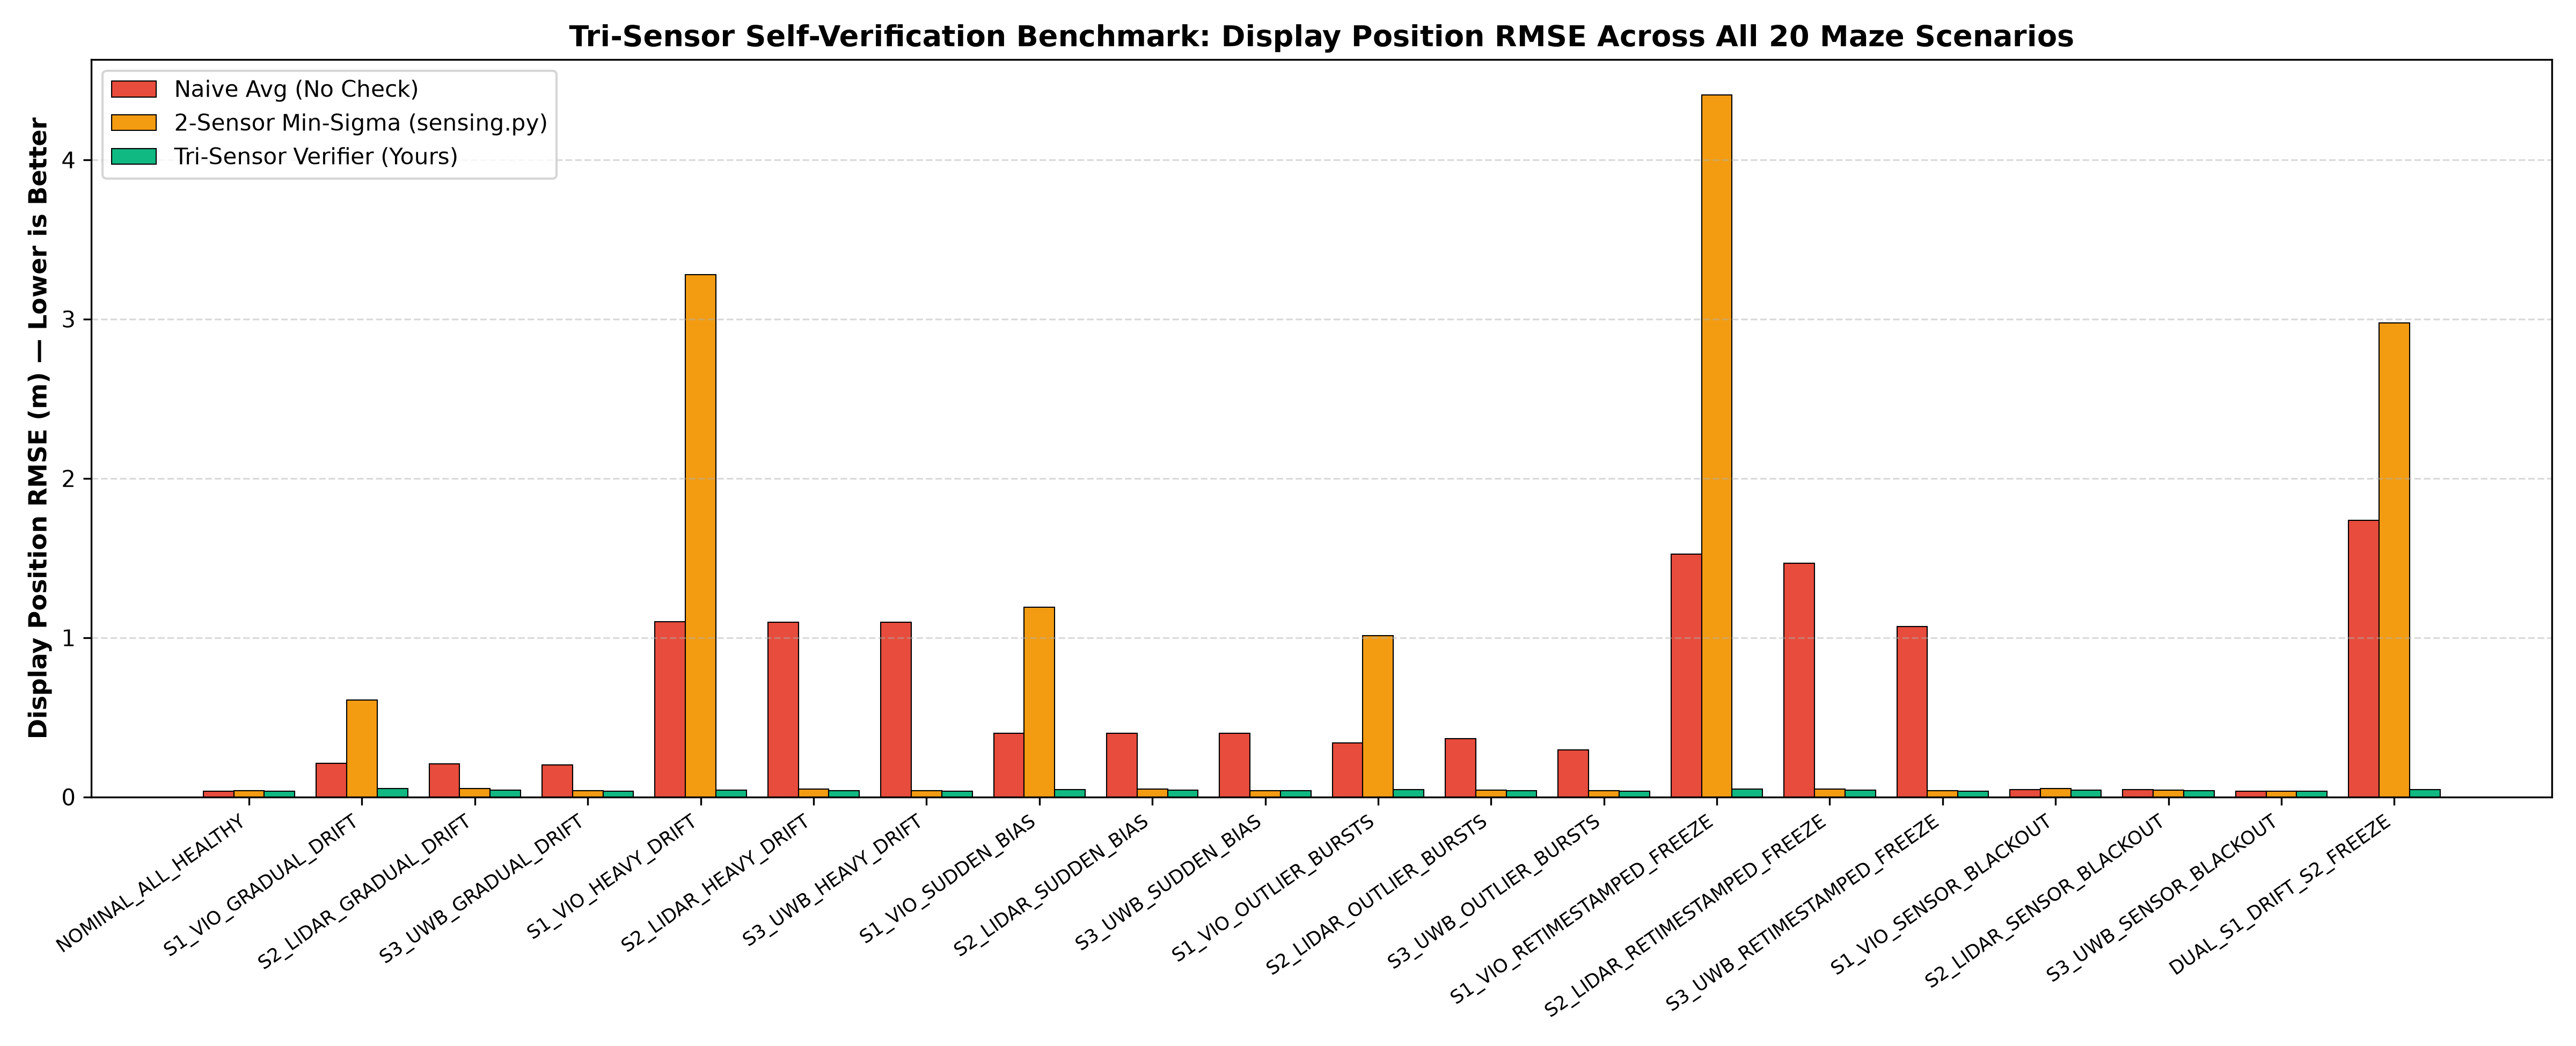 Tri-Sensor Self-Verification Benchmark: Display Position RMSE Across All 20 Maze Scenarios
Naive Avg (No Check)
2-Sensor Min-Sigma (sensing.py)
Tri-Sensor Verifier (Yours)
Display Position RMSE (m) — Lower is Better
4
3
2
1
0
NOMINAL_ALL_HEALTHY
S1_VIO_GRADUAL_DRIFT
S2_LIDAR_GRADUAL_DRIFT
S3_UWB_GRADUAL_DRIFT
S1_VIO_HEAVY_DRIFT
S2_LIDAR_HEAVY_DRIFT
S3_UWB_HEAVY_DRIFT
S1_VIO_SUDDEN_BIAS
S2_LIDAR_SUDDEN_BIAS
S3_UWB_SUDDEN_BIAS
S1_VIO_OUTLIER_BURSTS
S2_LIDAR_OUTLIER_BURSTS
S3_UWB_OUTLIER_BURSTS
S1_VIO_RETIMESTAMPED_FREEZE
S2_LIDAR_RETIMESTAMPED_FREEZE
S3_UWB_RETIMESTAMPED_FREEZE
S1_VIO_SENSOR_BLACKOUT
S2_LIDAR_SENSOR_BLACKOUT
S3_UWB_SENSOR_BLACKOUT
DUAL_S1_DRIFT_S2_FREEZE